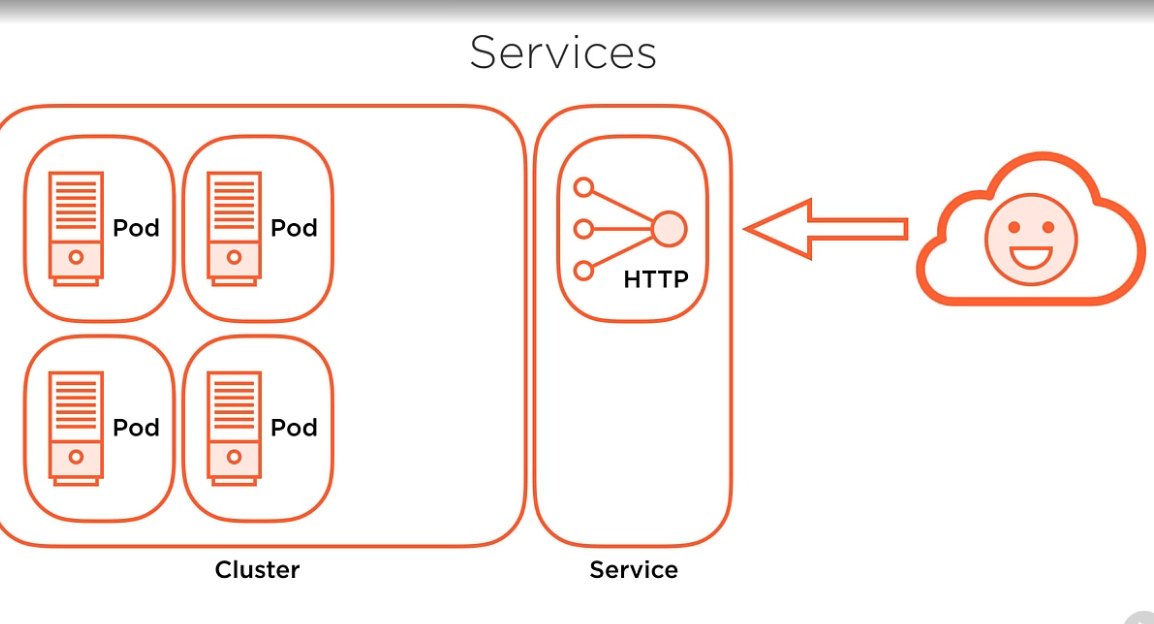 Services
Pod
Pod
HTTP
Pod
Pod
Cluster
Service